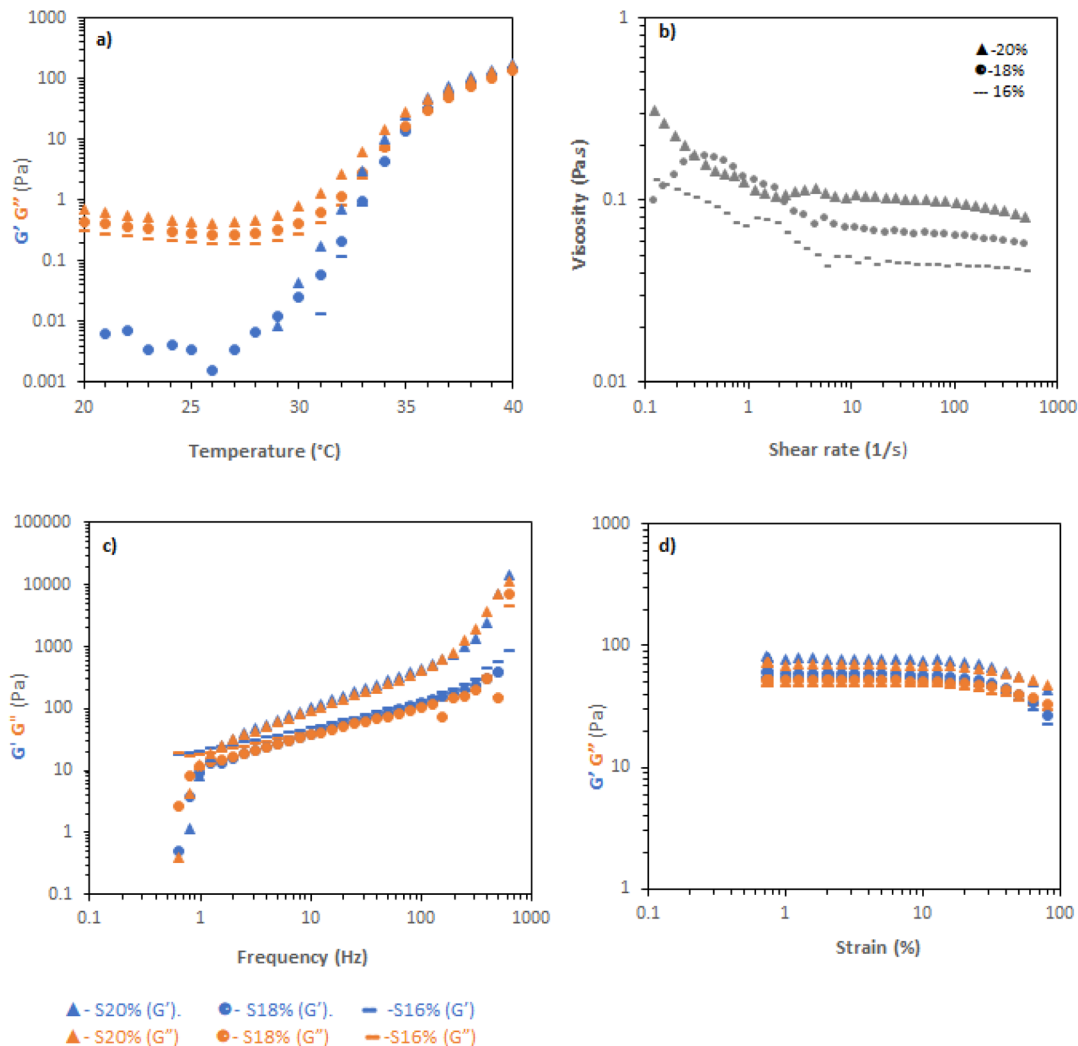 a)
1000
100
10
1
0.1
0.01
0.001
G' G'' (Pa)
20 25 30 35 40
Temperature (°C)
b)
1
0.1
0.01
Viscosity (Pa.s)
-20%
-18%
16%
0.1 1 10 100 1000
Shear rate (1/s)
c)
100000
10000
1000
100
10
1
0.1
G' G" (Pa)
0.1 1 10 100 1000
Frequency (Hz)
d)
1000
100
10
1
G' G'' (Pa)
0.1 1 10 100
Strain (%)
- S20% (G'). - S18% (G'). -S16% (G')
- S20% (G'') - S18% (G'') -S16% (G'')